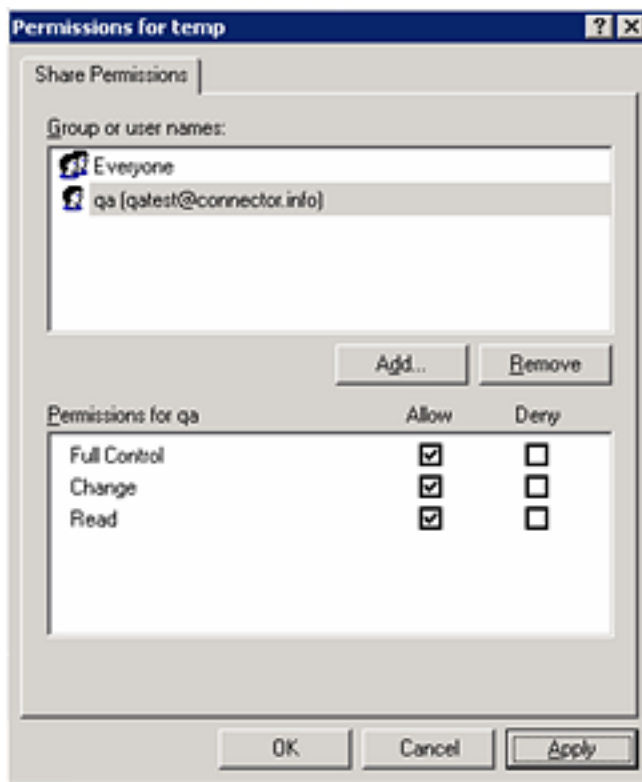 Permissions for temp
Share Permissions
Group or user names:
Everyone
qa (qatest@connector.info)
Add... Remove
Permissions for qa Allow Deny
Full Control
Change
Read
OK Cancel Apply